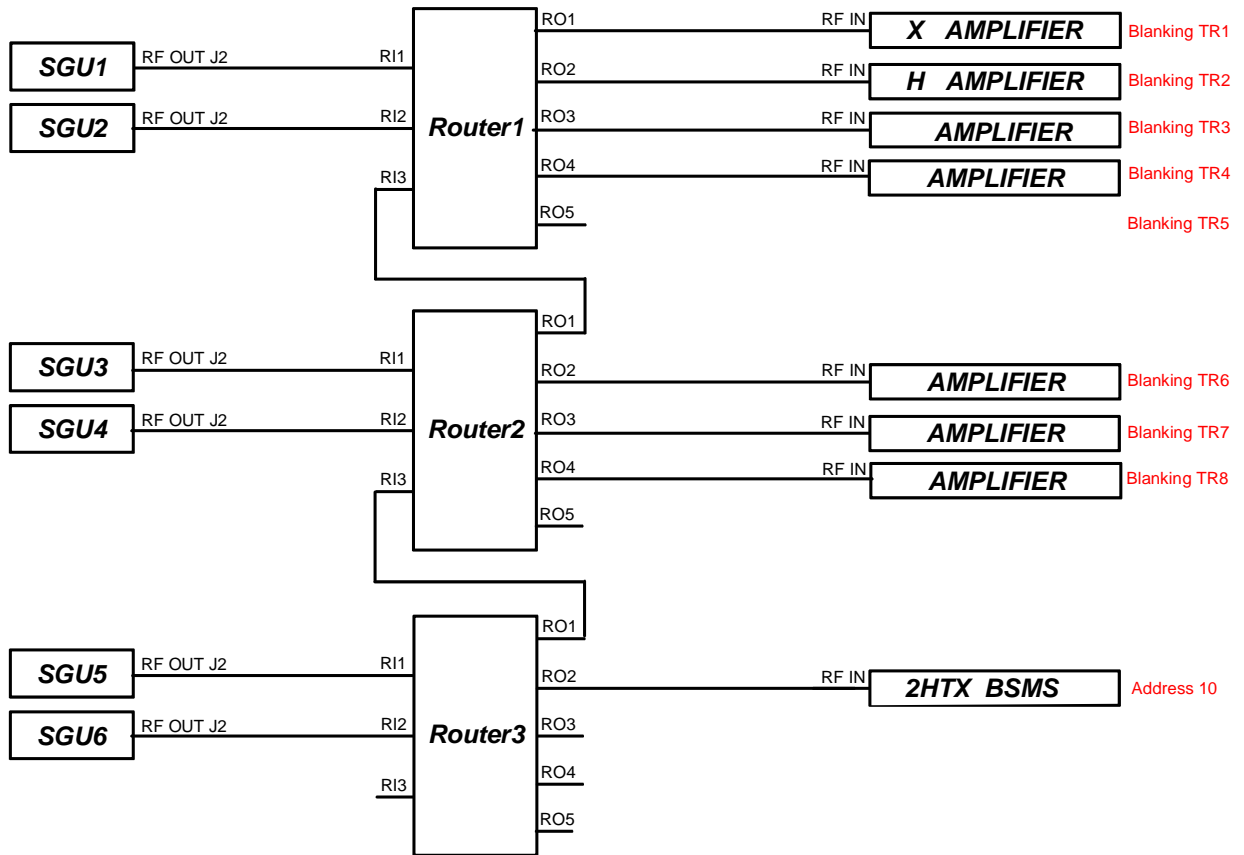 RO1 RF IN X AMPLIFIER Blanking TR1
SGU1 RF OUT J2 RI1
RO2 RF IN H AMPLIFIER Blanking TR2
SGU2 RF OUT J2 RI2 Router1 RO3 RF IN AMPLIFIER Blanking TR3
RI3 RO4 RF IN AMPLIFIER Blanking TR4
RO5 Blanking TR5
RO1
SGU3 RF OUT J2 RI1
RO2 RF IN AMPLIFIER Blanking TR6
SGU4 RF OUT J2 RI2 Router2 RO3 RF IN AMPLIFIER Blanking TR7
RI3 RO4 RF IN AMPLIFIER Blanking TR8
RO5
RO1
SGU5 RF OUT J2 RI1
RO2 RF IN 2HTX BSMS Address 10
SGU6 RF OUT J2 RI2 Router3 RO3
RI3 RO4
RO5